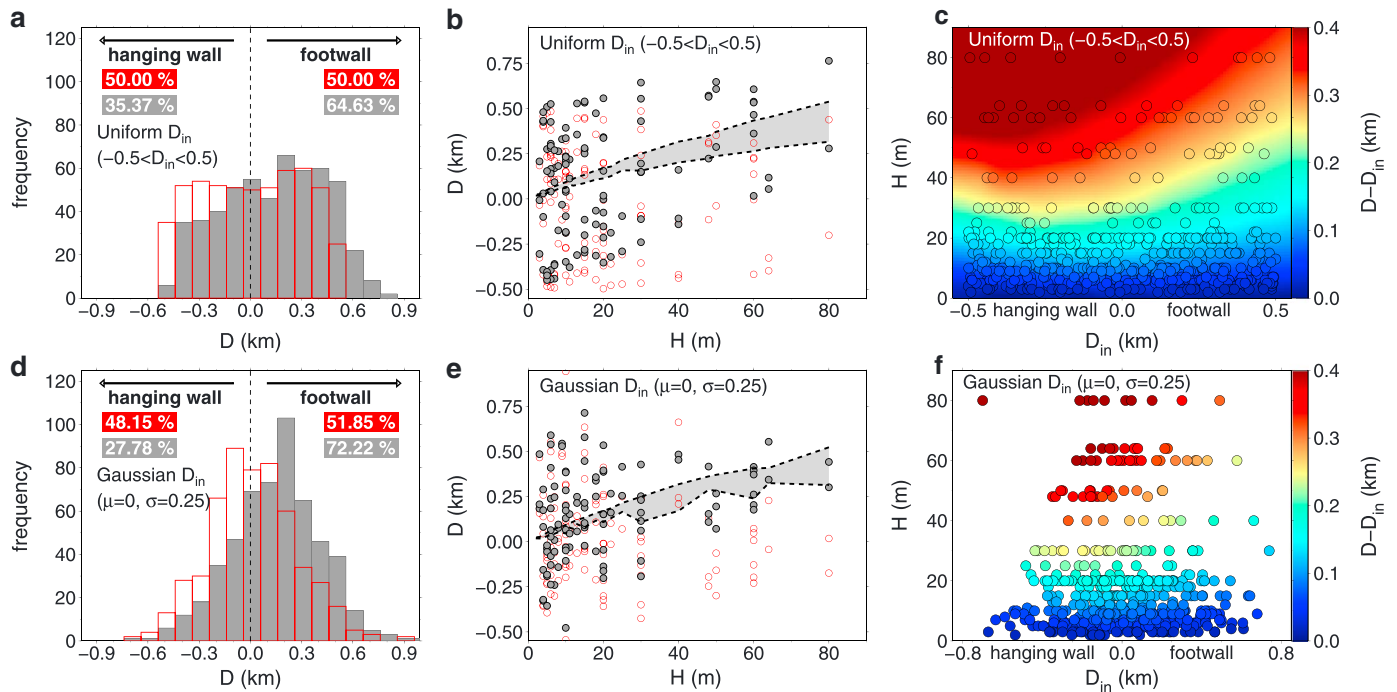 a
120
100
80
60
40
20
0
frequency
hanging wall
footwall
50.00 %
50.00 %
35.37 %
64.63 %
Uniform D_in
(−0.5<D_in<0.5)
−0.9 −0.6 −0.3 0.0 0.3 0.6 0.9
D (km)
b
Uniform D_in (−0.5<D_in<0.5)
0.75
0.50
0.25
0.00
−0.25
−0.50
D (km)
0 20 40 60 80
H (m)
c
Uniform D_in (−0.5<D_in<0.5)
80
60
40
20
0
H (m)
−0.5 hanging wall 0.0 footwall 0.5
D_in (km)
0.4
0.3
0.2
0.1
0.0
D−D_in (km)
d
120
100
80
60
40
20
0
frequency
hanging wall
footwall
48.15 %
51.85 %
27.78 %
72.22 %
Gaussian D_in
(μ=0, σ=0.25)
−0.9 −0.6 −0.3 0.0 0.3 0.6 0.9
D (km)
e
Gaussian D_in (μ=0, σ=0.25)
0.75
0.50
0.25
0.00
−0.25
−0.50
D (km)
0 20 40 60 80
H (m)
f
Gaussian D_in (μ=0, σ=0.25)
80
60
40
20
0
H (m)
−0.8 hanging wall 0.0 footwall 0.8
D_in (km)
0.4
0.3
0.2
0.1
0.0
D−D_in (km)